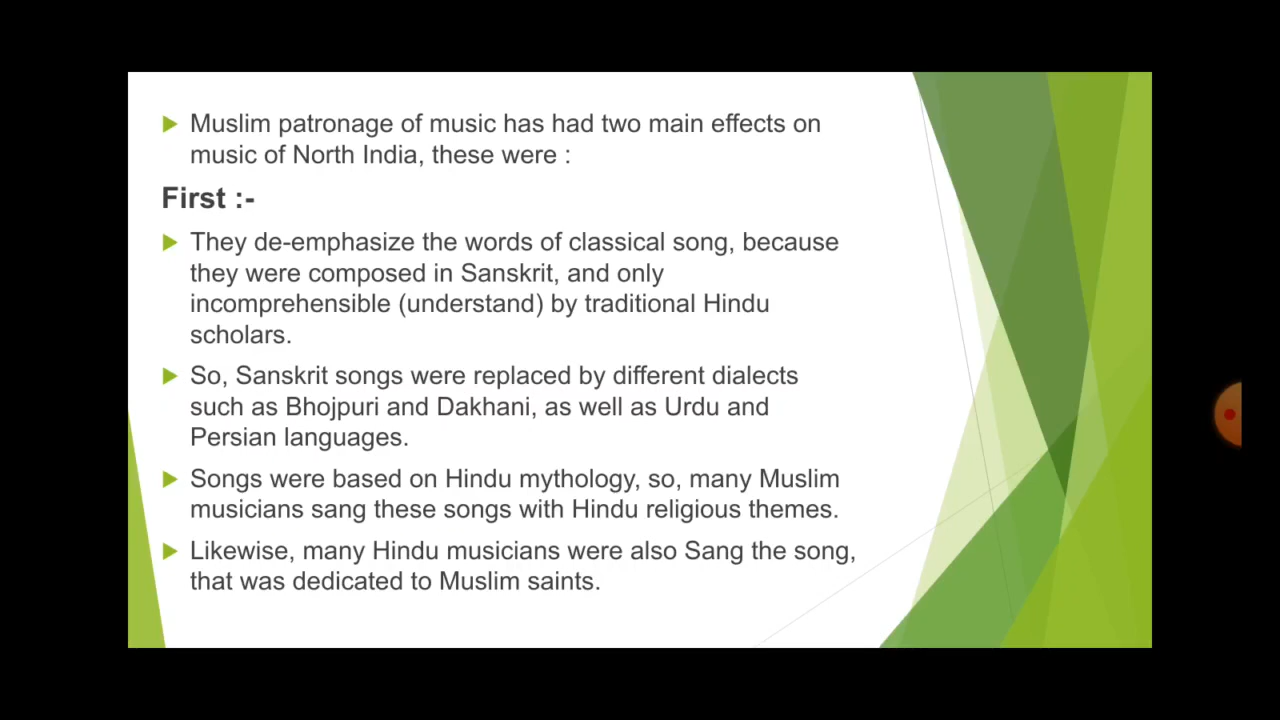 Muslim patronage of music has had two main effects on
music of North India, these were :
First :-
They de-emphasize the words of classical song, because
they were composed in Sanskrit, and only
incomprehensible (understand) by traditional Hindu
scholars.
So, Sanskrit songs were replaced by different dialects
such as Bhojpuri and Dakhani, as well as Urdu and
Persian languages.
Songs were based on Hindu mythology, so, many Muslim
musicians sang these songs with Hindu religious themes.
Likewise, many Hindu musicians were also Sang the song,
that was dedicated to Muslim saints.